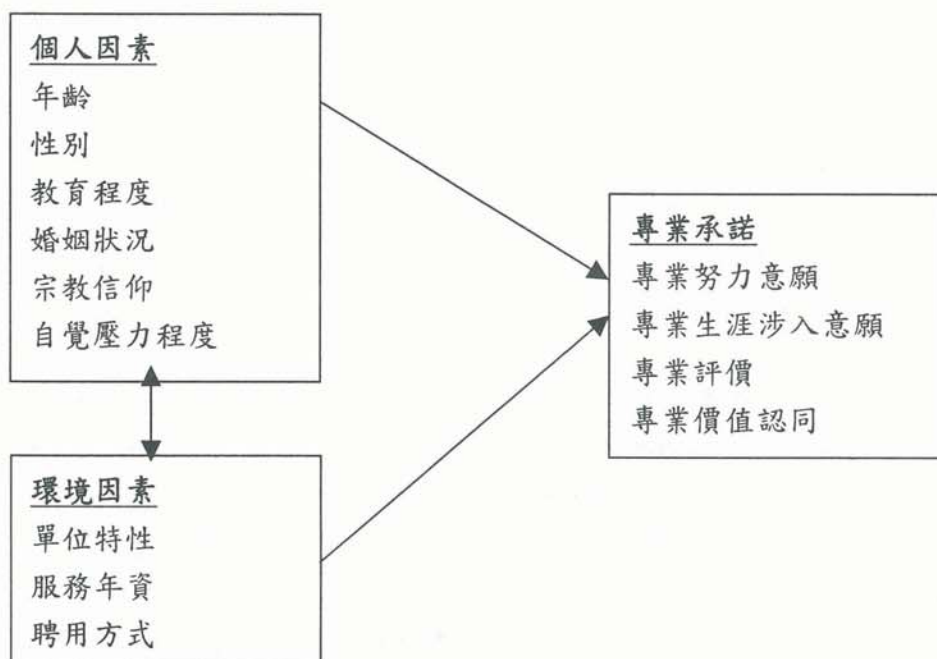 個人因素
年齡
性別
教育程度
婚姻狀況
宗教信仰
自覺壓力程度
專業承諾
專業努力意願
專業生涯涉入意願
專業評價
專業價值認同
環境因素
單位特性
服務年資
聘用方式